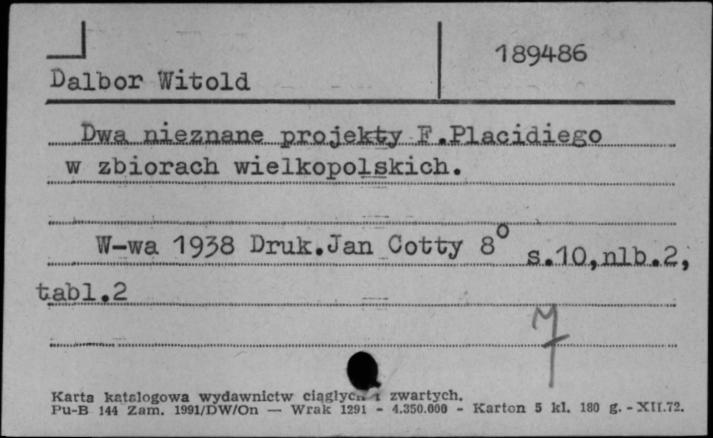 189486
Dalbor Witold
Dwa nieznane projekty F.Placidiego
w zbiorach wielkopolskich.
W-wa 1938 Druk.Jan Cotty 8° s.10,nlb.2,
tabl.2
Karta katalogowa wydawnictw ciągłych i zwartych.
Pu-B 144 Zam. 1991/DW/On — Wrak 1291 - 4.350.000 - Karton 5 kl. 180 g. - XII.72.